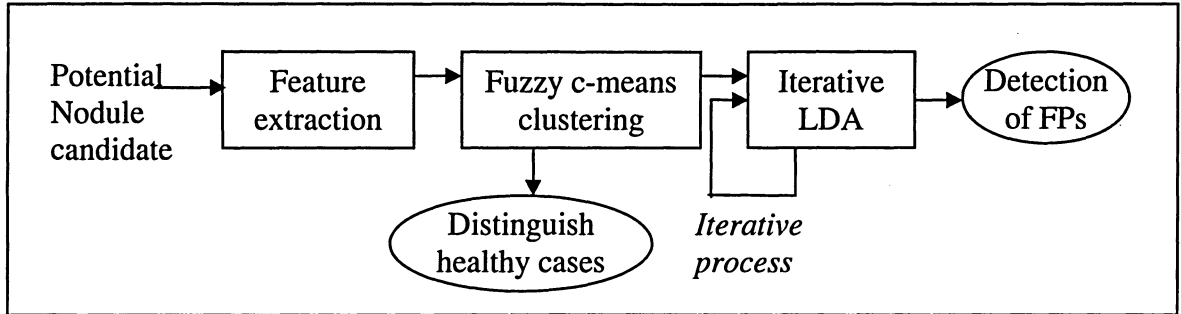 Potential
Nodule
candidate
Feature
extraction
Fuzzy c-means
clustering
Iterative
LDA
Detection
of FPs
Distinguish
healthy cases
Iterative
process